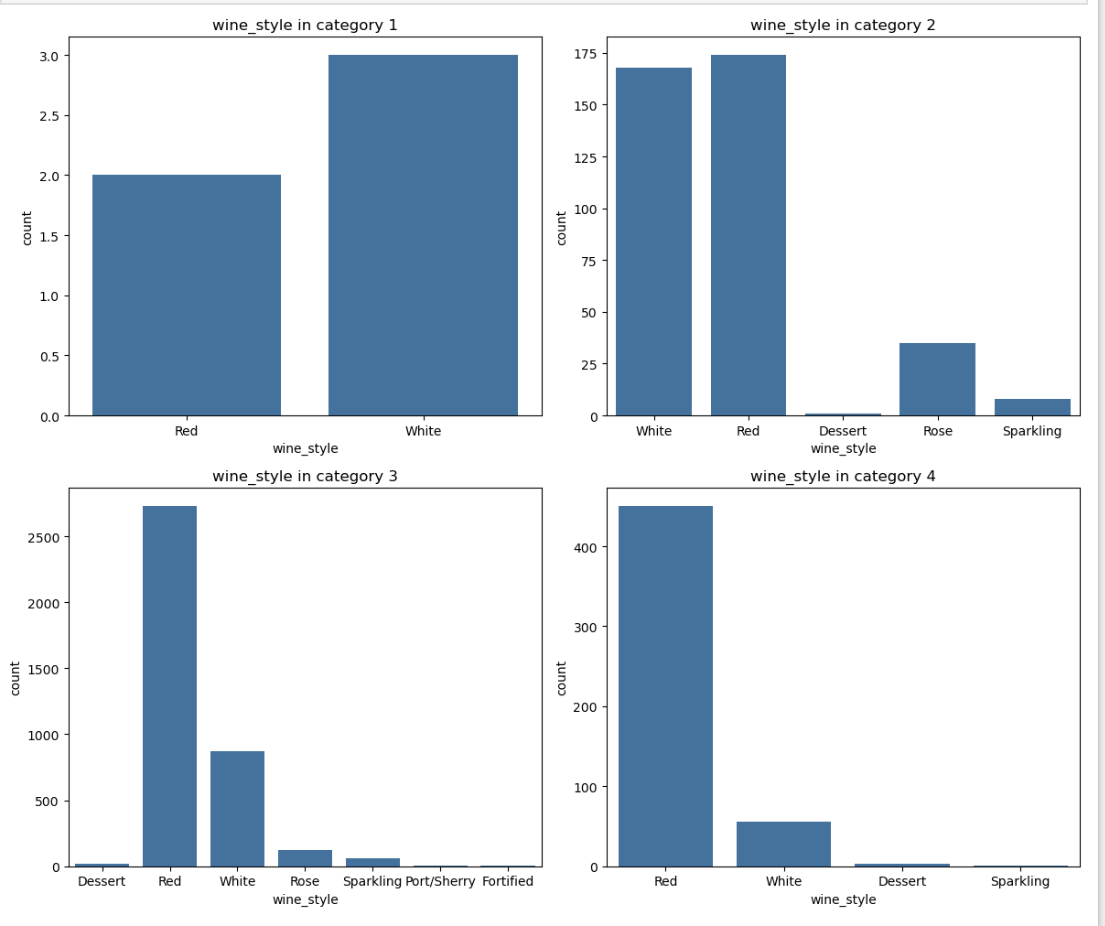 wine_style in category 1
3.0
2.5
2.0
1.5
1.0
0.5
0.0
count
Red White
wine_style
wine_style in category 2
175
150
125
100
75
50
25
0
count
White Red Dessert Rose Sparkling
wine_style
wine_style in category 3
2500
2000
1500
1000
500
0
count
Dessert Red White Rose Sparkling Port/Sherry Fortified
wine_style
wine_style in category 4
400
300
200
100
0
count
Red White Dessert Sparkling
wine_style